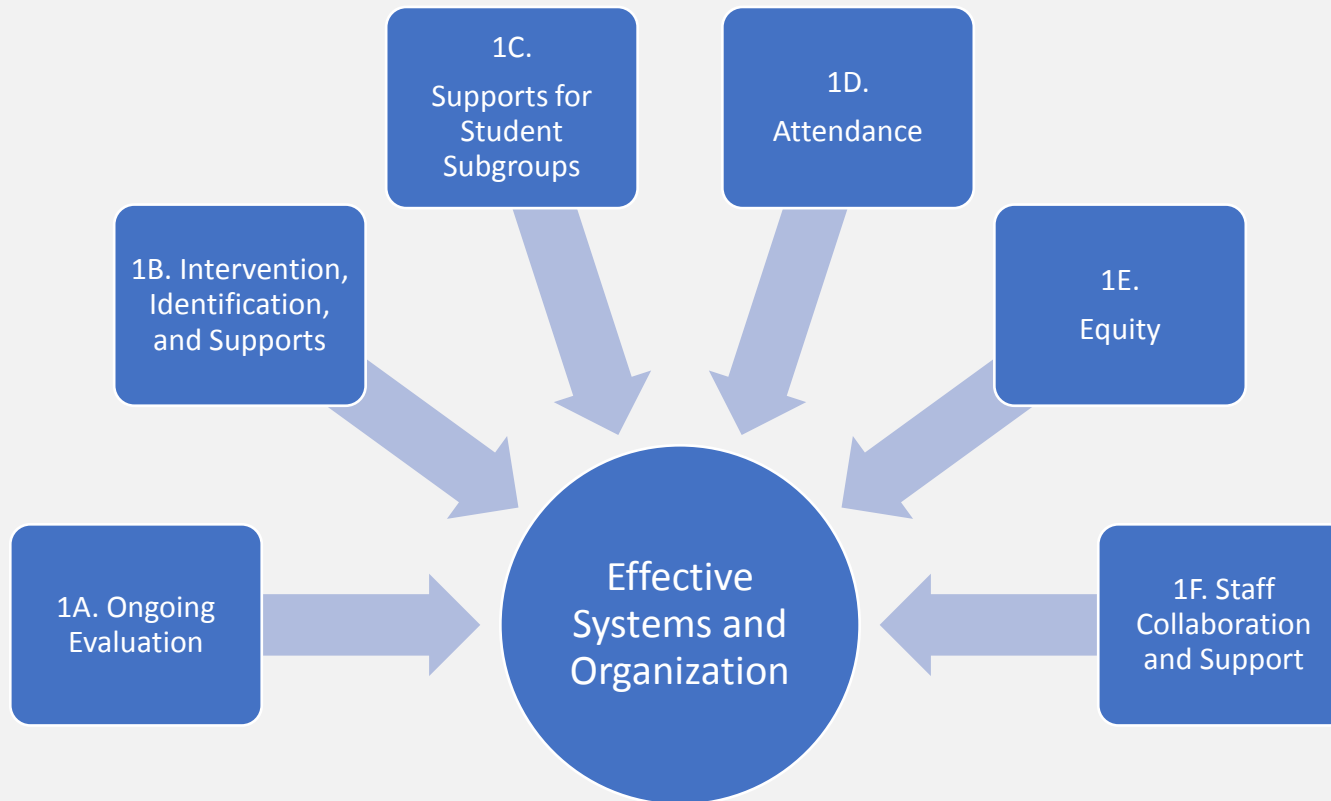 1A. Ongoing
Evaluation
1B. Intervention,
Identification,
and Supports
1C.
Supports for
Student
Subgroups
1D.
Attendance
1E.
Equity
1F. Staff
Collaboration
and Support
Effective
Systems and
Organization